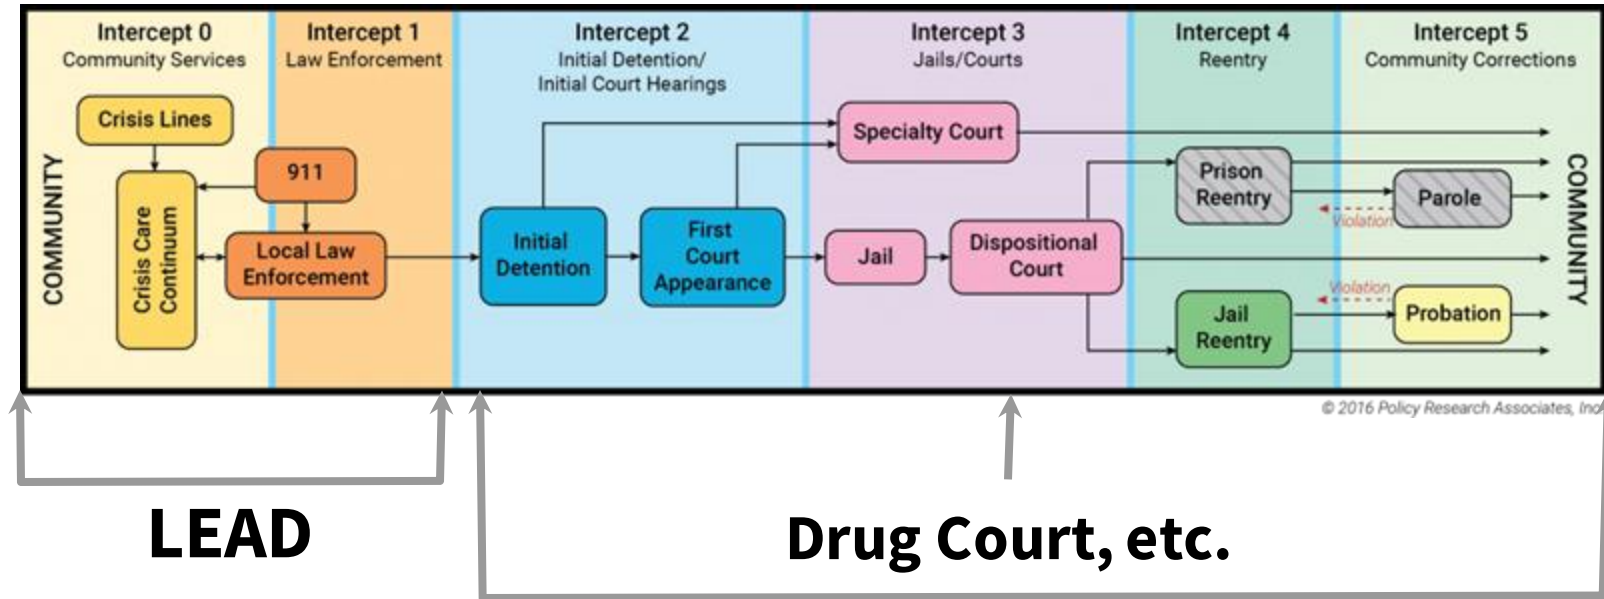 Intercept 0
Community Services
Intercept 1
Law Enforcement
Intercept 2
Initial Detention/
Initial Court Hearings
Intercept 3
Jails/Courts
Intercept 4
Reentry
Intercept 5
Community Corrections
COMMUNITY
Crisis Lines
Crisis Care
Continuum
911
Local Law
Enforcement
Initial
Detention
First
Court
Appearance
Specialty Court
Jail
Dispositional
Court
Prison
Reentry
Parole
Violation
Violation
Jail
Reentry
Probation
COMMUNITY
© 2016 Policy Research Associates, Inc
LEAD
Drug Court, etc.